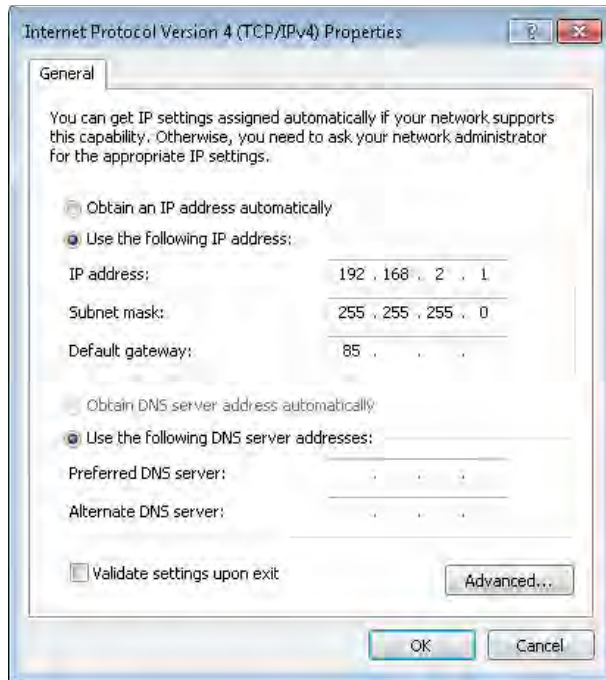 Internet Protocol Version 4 (TCP/IPv4) Properties
General
You can get IP settings assigned automatically if your network supports
this capability. Otherwise, you need to ask your network administrator
for the appropriate IP settings.
Obtain an IP address automatically
Use the following IP address:
IP address: 192 . 168 . 2 . 1
Subnet mask: 255 . 255 . 255 . 0
Default gateway: 85 . . .
Obtain DNS server address automatically
Use the following DNS server addresses:
Preferred DNS server: . . .
Alternate DNS server: . . .
Validate settings upon exit
Advanced...
OK Cancel